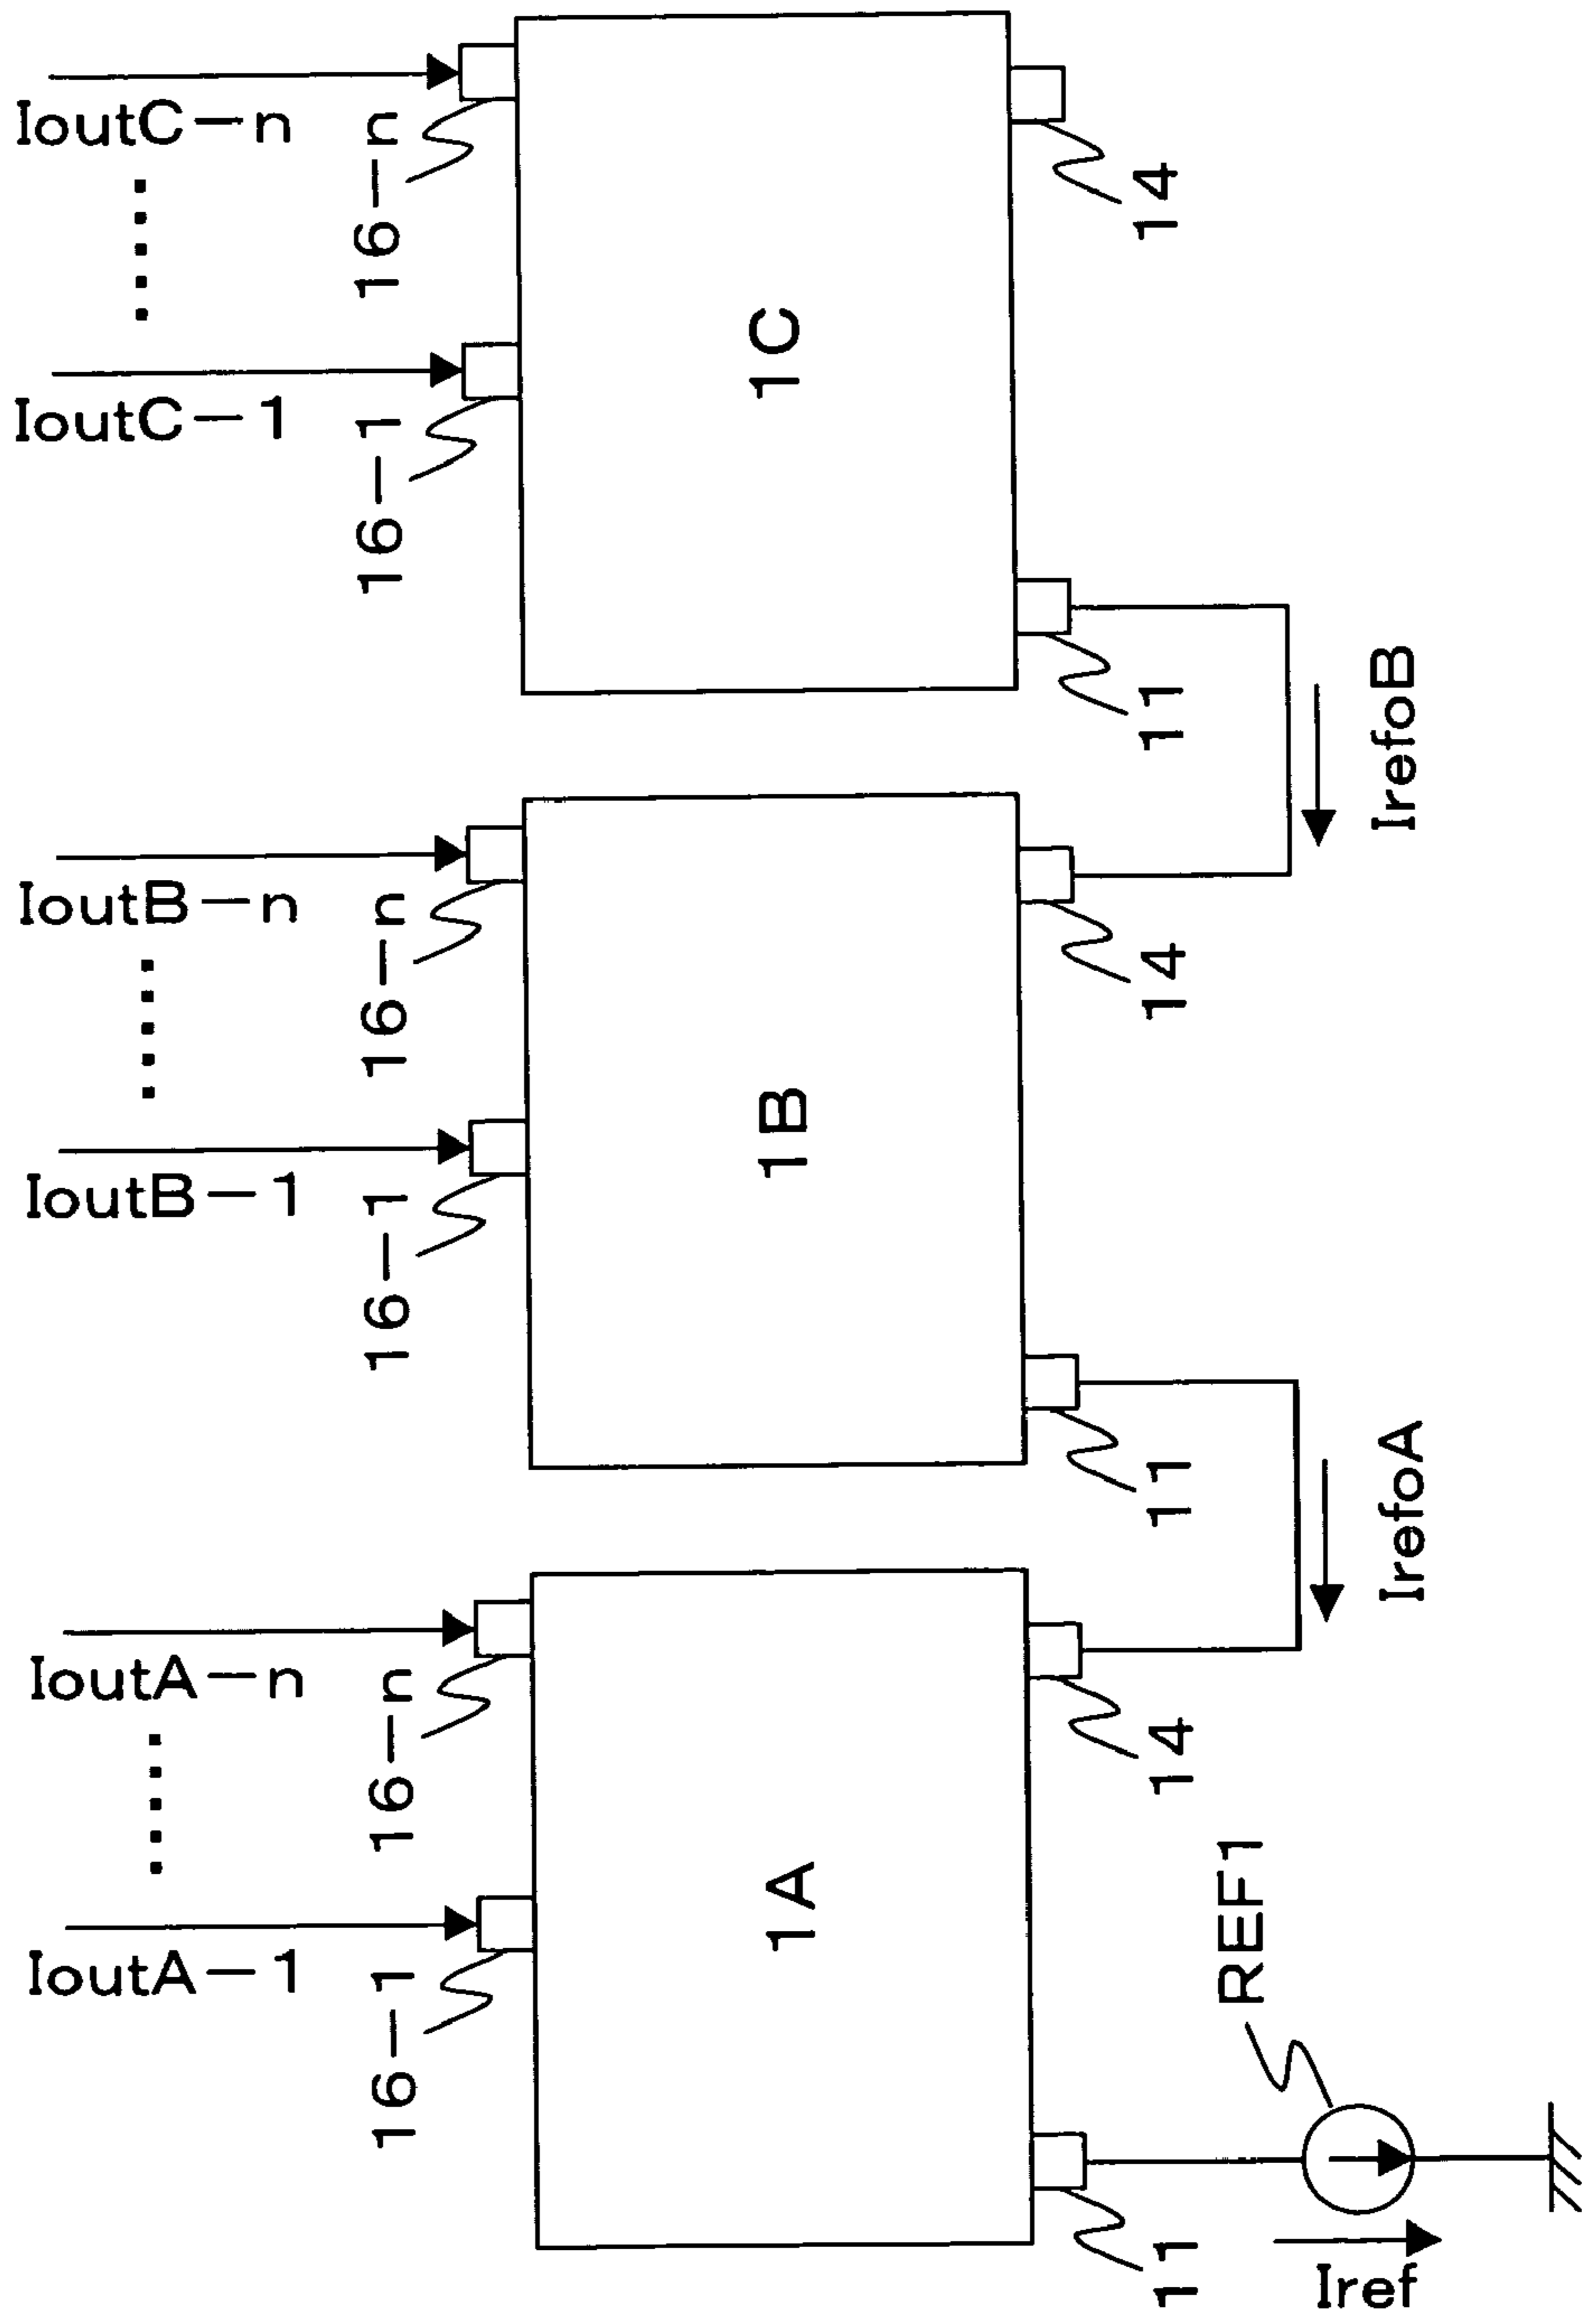 IoutA-1
IoutA-n
IoutB-1
IoutB-n
IoutC-1
IoutC-n
16-1
16-n
16-1
16-n
16-1
16-n
1A
1B
1C
11
14
11
14
11
14
REF1
Iref
IrefoA
IrefoB